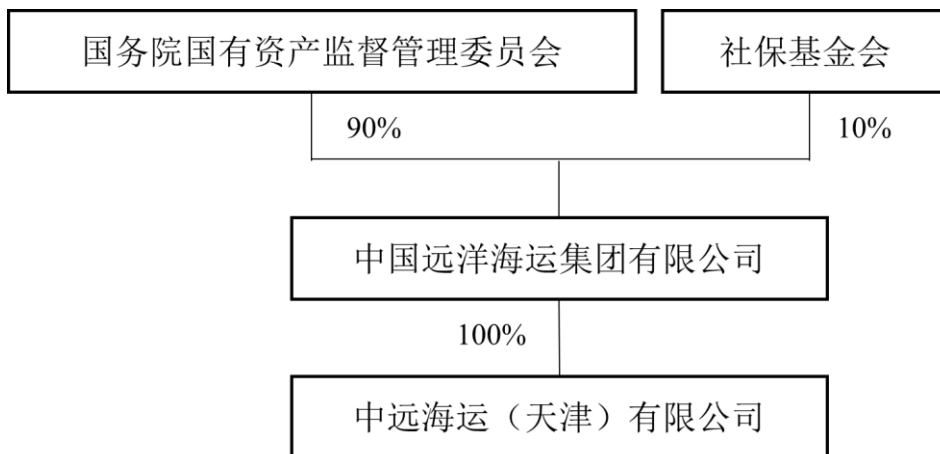 国务院国有资产监督管理委员会
社保基金会
90%
10%
中国远洋海运集团有限公司
100%
中远海运（天津）有限公司